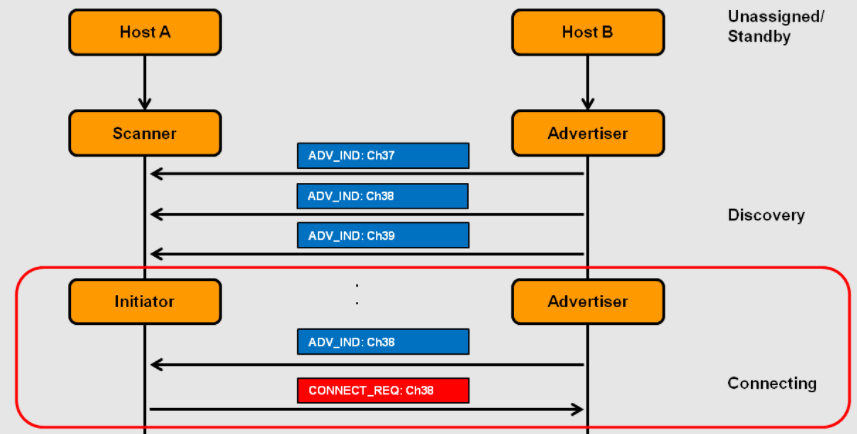 Host A
Host B
Unassigned/
Standby
Scanner
Advertiser
ADV_IND: Ch37
ADV_IND: Ch38
ADV_IND: Ch39
Discovery
Initiator
Advertiser
ADV_IND: Ch38
CONNECT_REQ: Ch38
Connecting